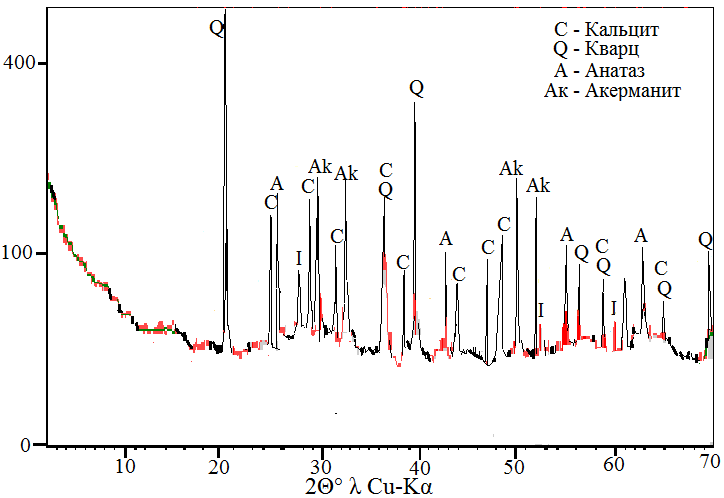 C - Кальцит
Q - Кварц
A - Анатаз
Ак - Акерманит
400
100
0
Q
C
A
I
C
Ak
C
Ak
C
Q
C
Q
A
C
C
C
Ak
Ak
I
A
Q
C
Q
I
A
C
Q
Q
10 20 30 40 50 60 70
2Θ° λ Cu-Kα